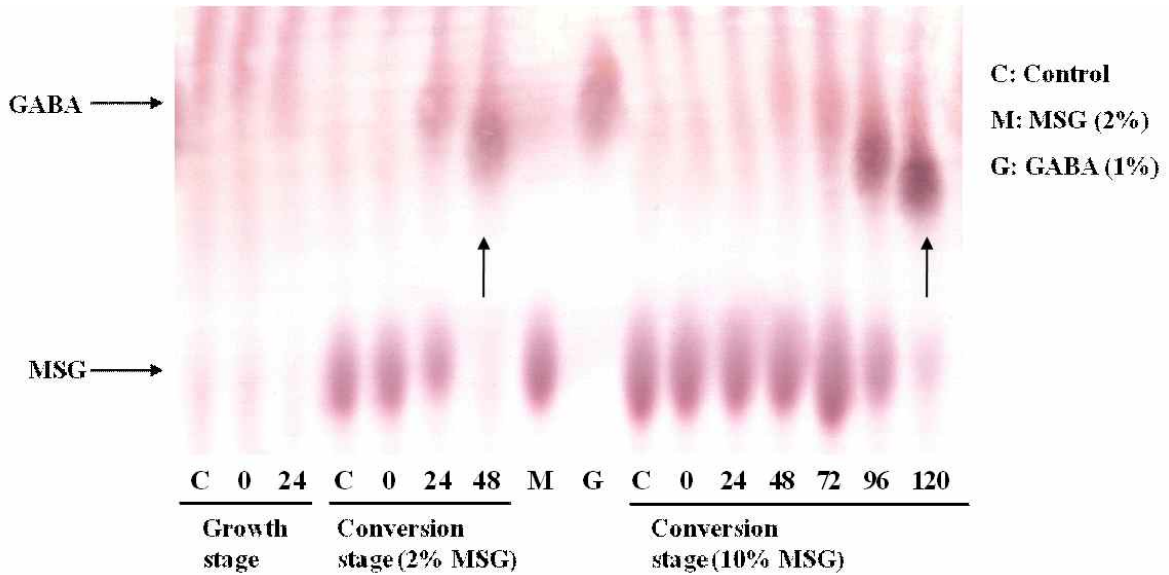 GABA
MSG
C: Control
M: MSG (2%)
G: GABA (1%)
C 0 24 C 0 24 48 M G C 0 24 48 72 96 120
Growth stage
Conversion stage (2% MSG)
Conversion stage (10% MSG)